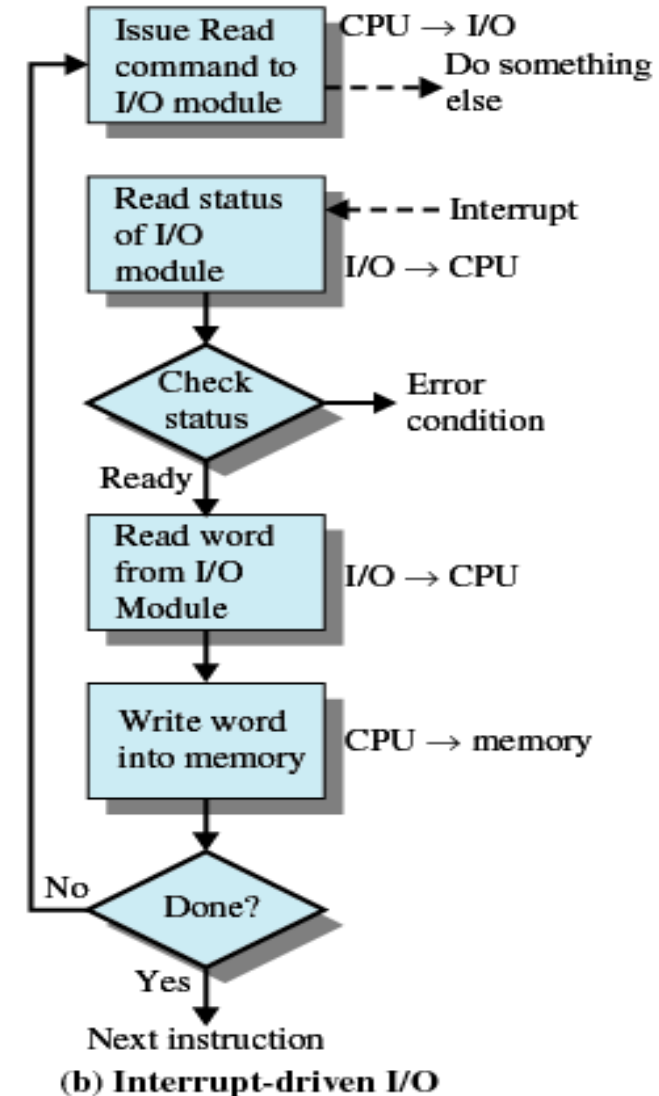 Issue Read
command to
I/O module
CPU → I/O
Do something
else
Read status
of I/O
module
Interrupt
I/O → CPU
Check
status
Error
condition
Ready
Read word
from I/O
Module
I/O → CPU
Write word
into memory
CPU → memory
No
Done?
Yes
Next instruction
(b) Interrupt-driven I/O